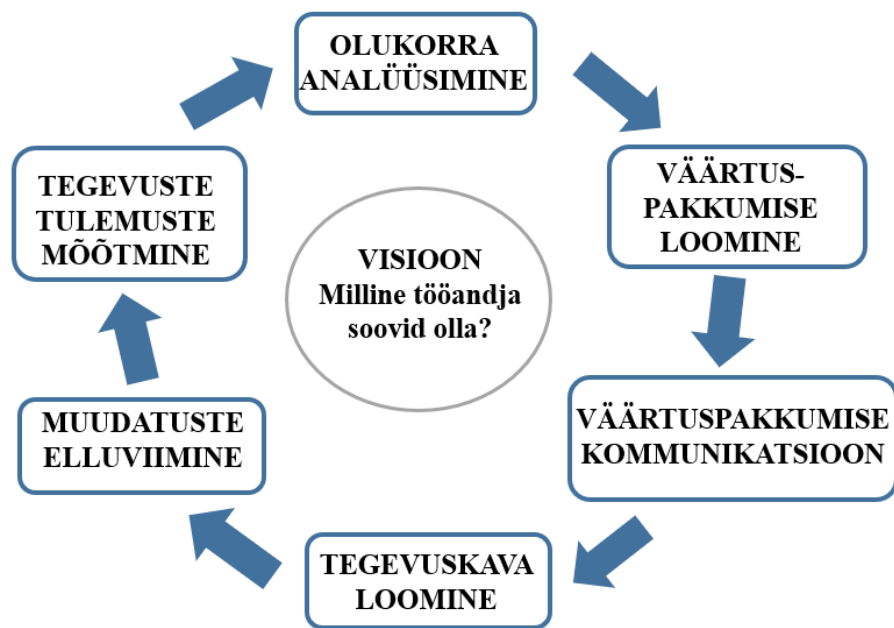 OLUKORRA
ANALÜÜSIMINE
VÄÄRTUS-
PAKKUMISE
LOOMINE
VÄÄRTUSPAKKUMISE
KOMMUNIKATSIOON
TEGEVUSKAVA
LOOMINE
MUUDATUSTE
ELLUVIIMINE
TEGEVUSTE
TULEMUSTE
MÕÕTMINE
VISIOON
Milline tööandja
soovid olla?